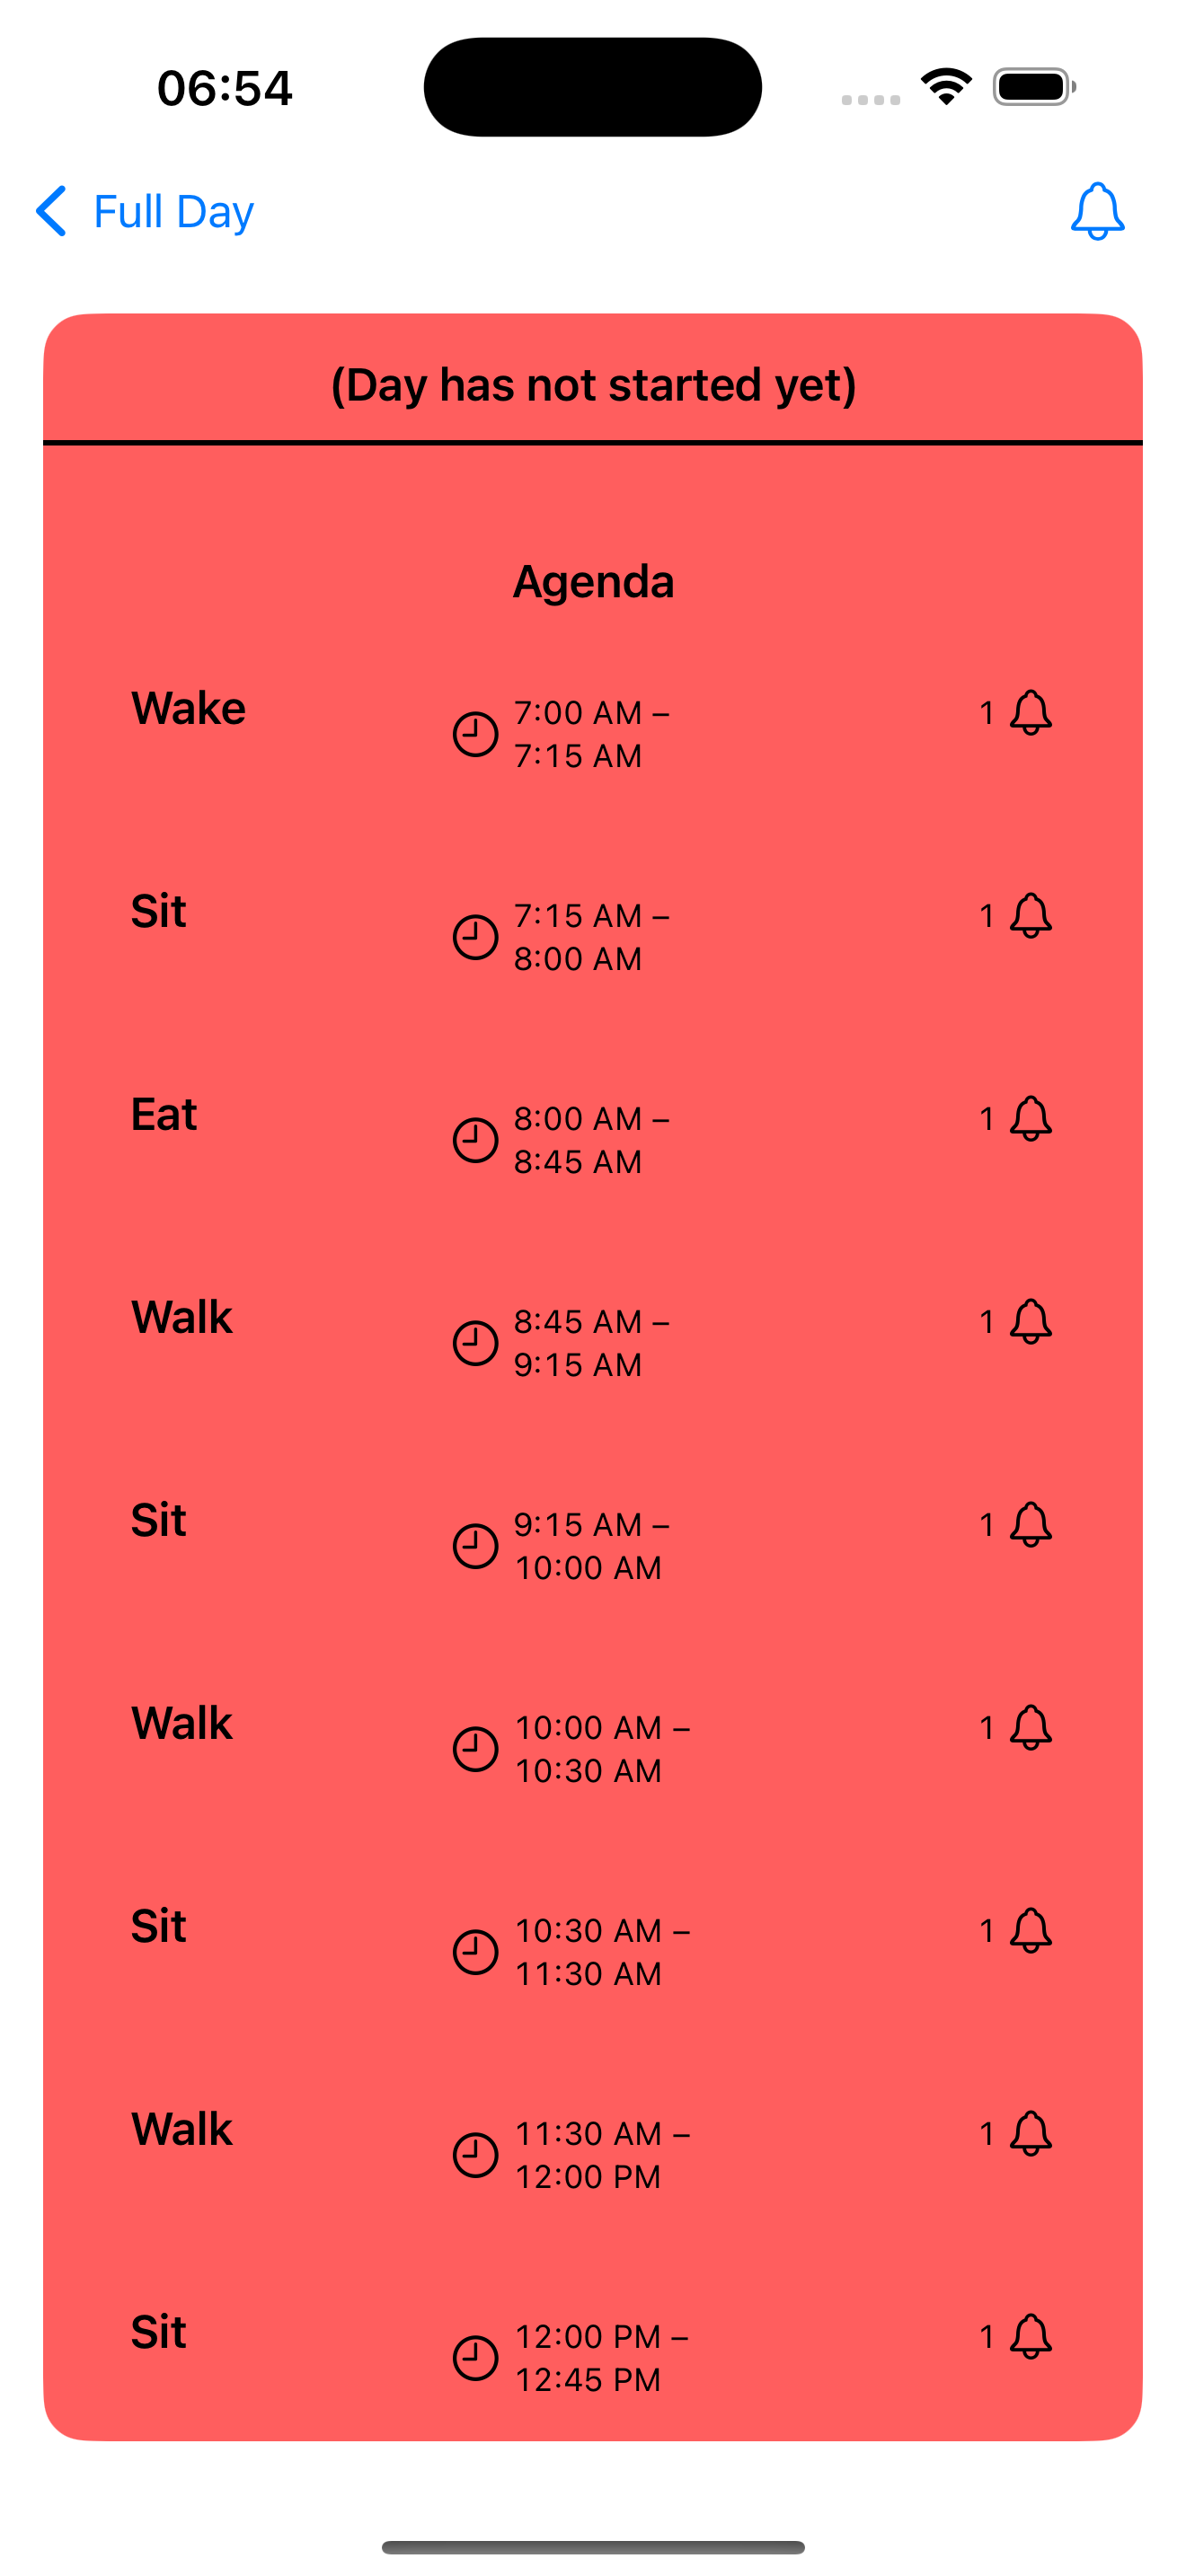 06:54
Full Day
(Day has not started yet)
Agenda
Wake 7:00 AM – 1
7:15 AM
Sit 7:15 AM – 1
8:00 AM
Eat 8:00 AM – 1
8:45 AM
Walk 8:45 AM – 1
9:15 AM
Sit 9:15 AM – 1
10:00 AM
Walk 10:00 AM – 1
10:30 AM
Sit 10:30 AM – 1
11:30 AM
Walk 11:30 AM – 1
12:00 PM
Sit 12:00 PM – 1
12:45 PM